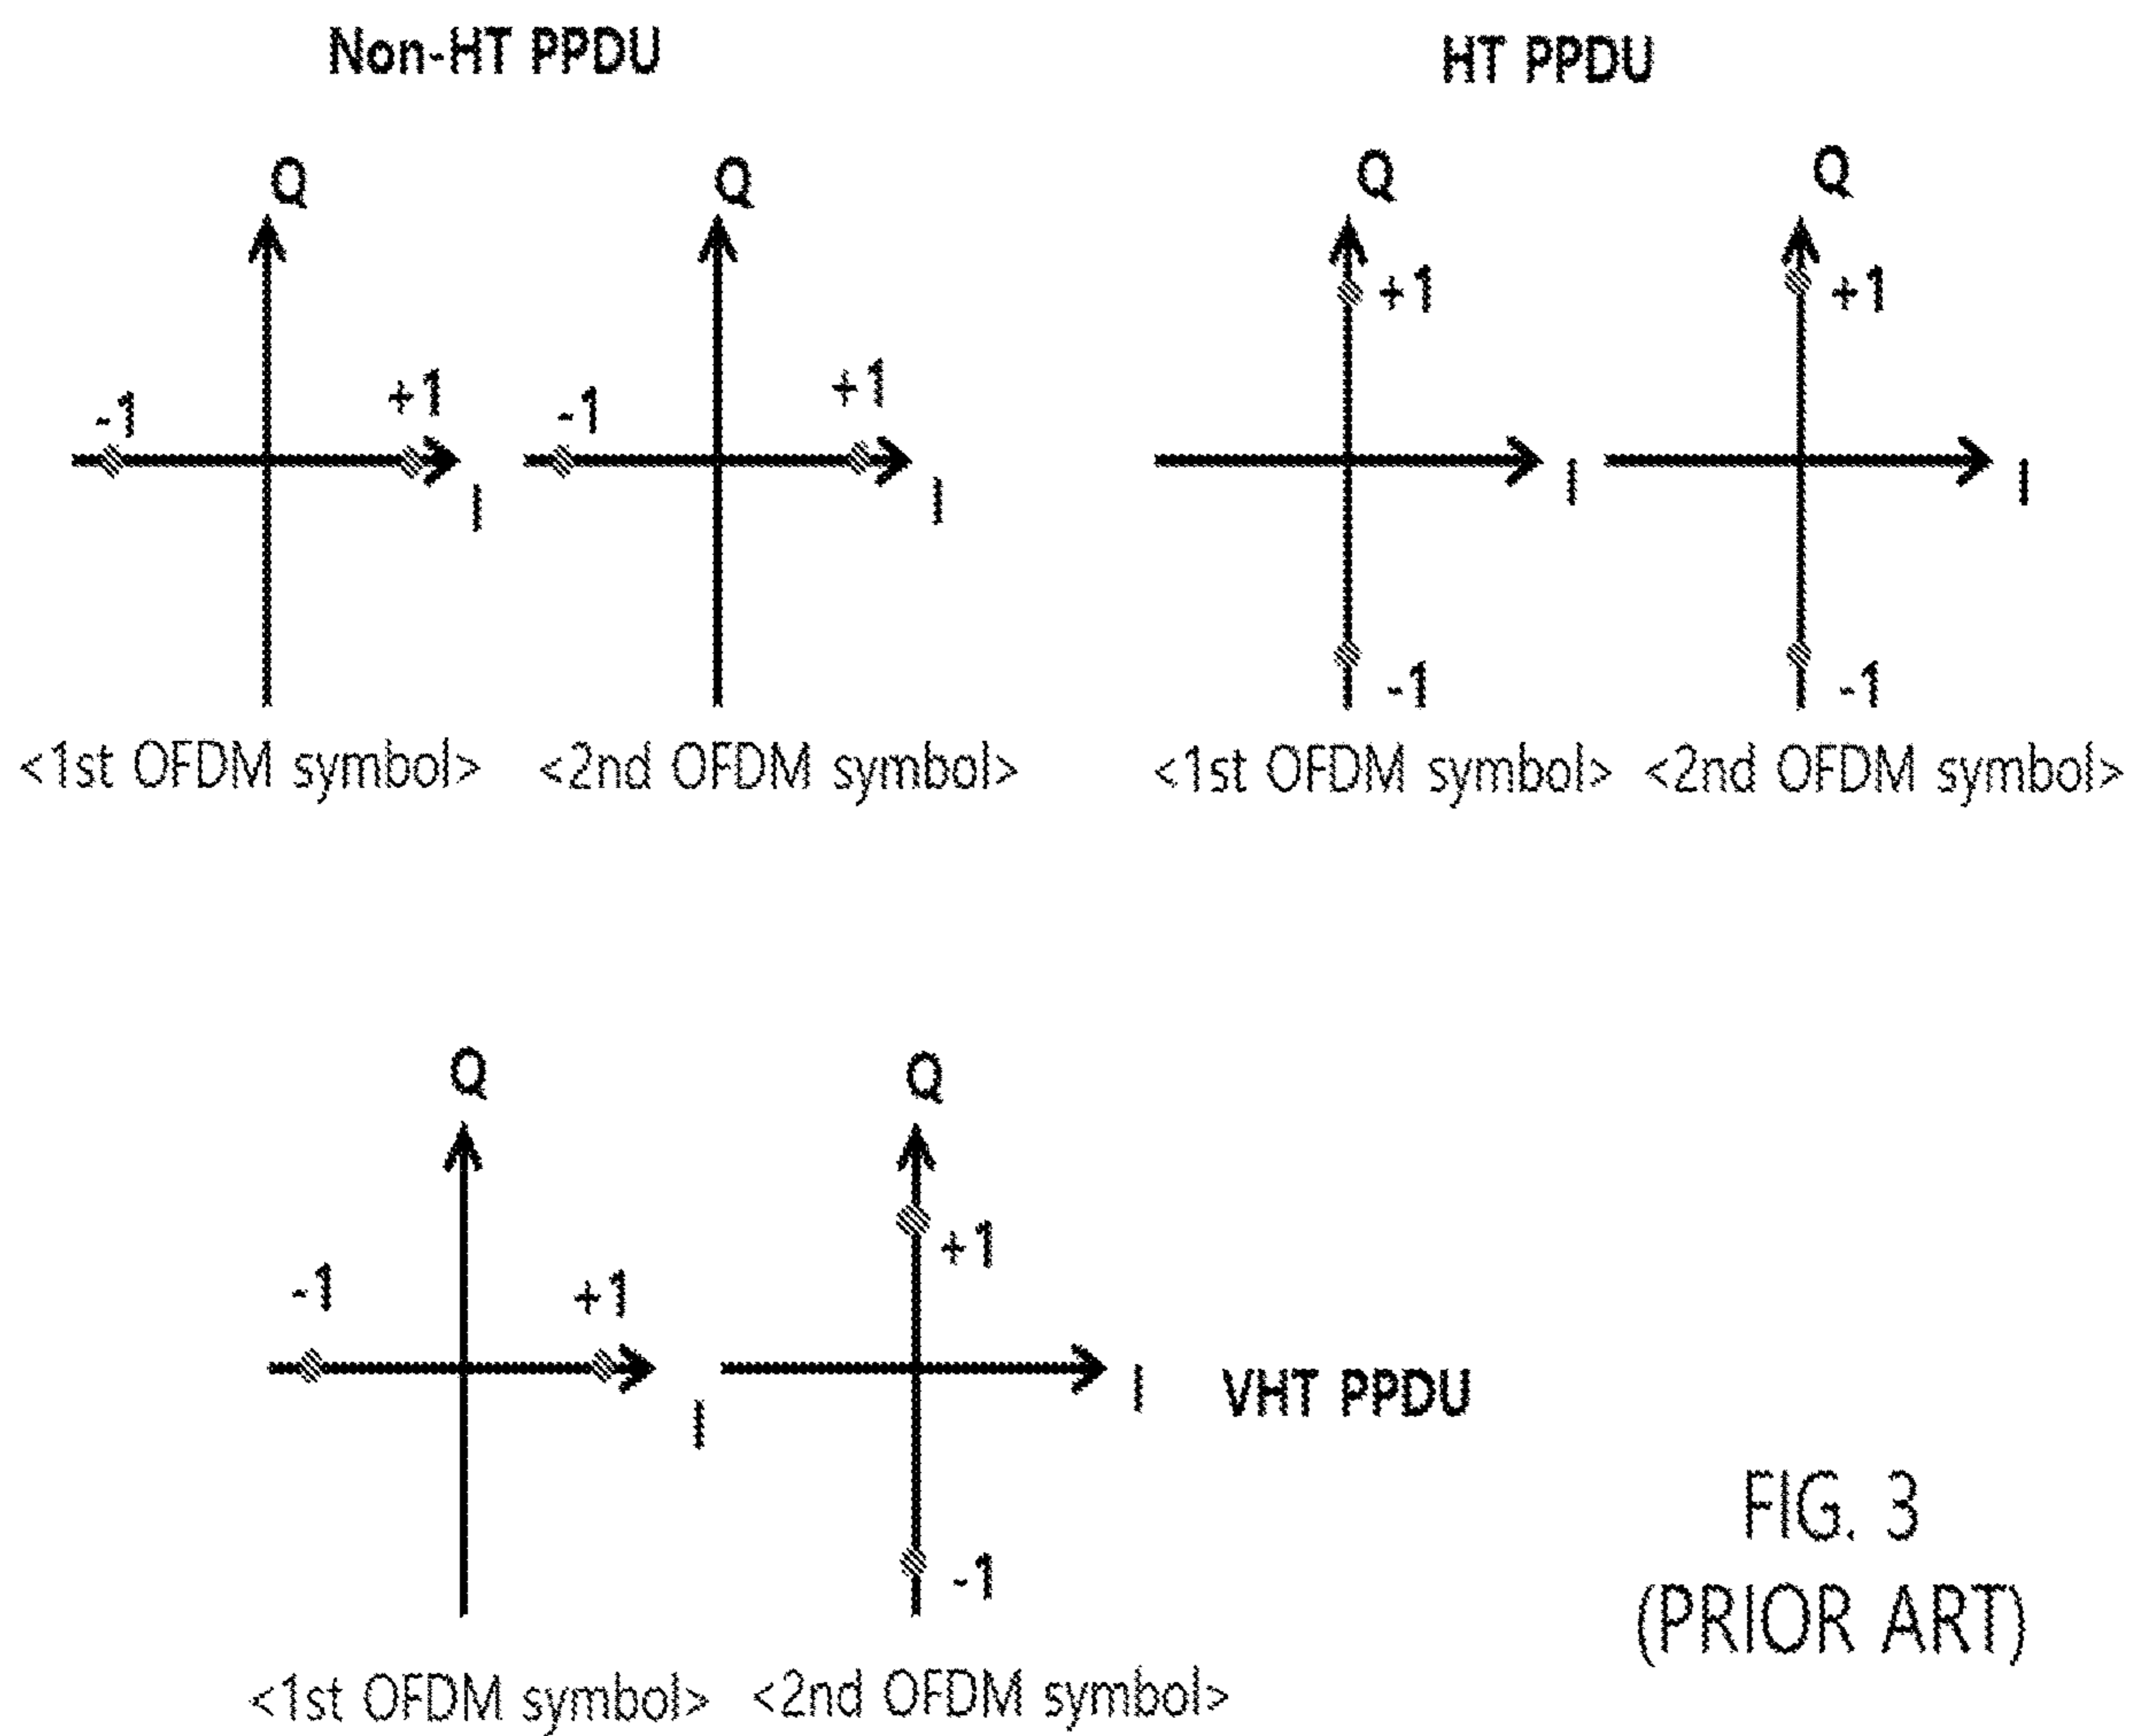 Non-HT PPDU
HT PPDU
Q
Q
Q
Q
-1
+1
-1
+1
+1
-1
+1
-1
I
I
I
I
<1st OFDM symbol>
<2nd OFDM symbol>
<1st OFDM symbol>
<2nd OFDM symbol>
Q
Q
-1
+1
+1
-1
I
I
VHT PPDU
<1st OFDM symbol>
<2nd OFDM symbol>
FIG. 3
(PRIOR ART)